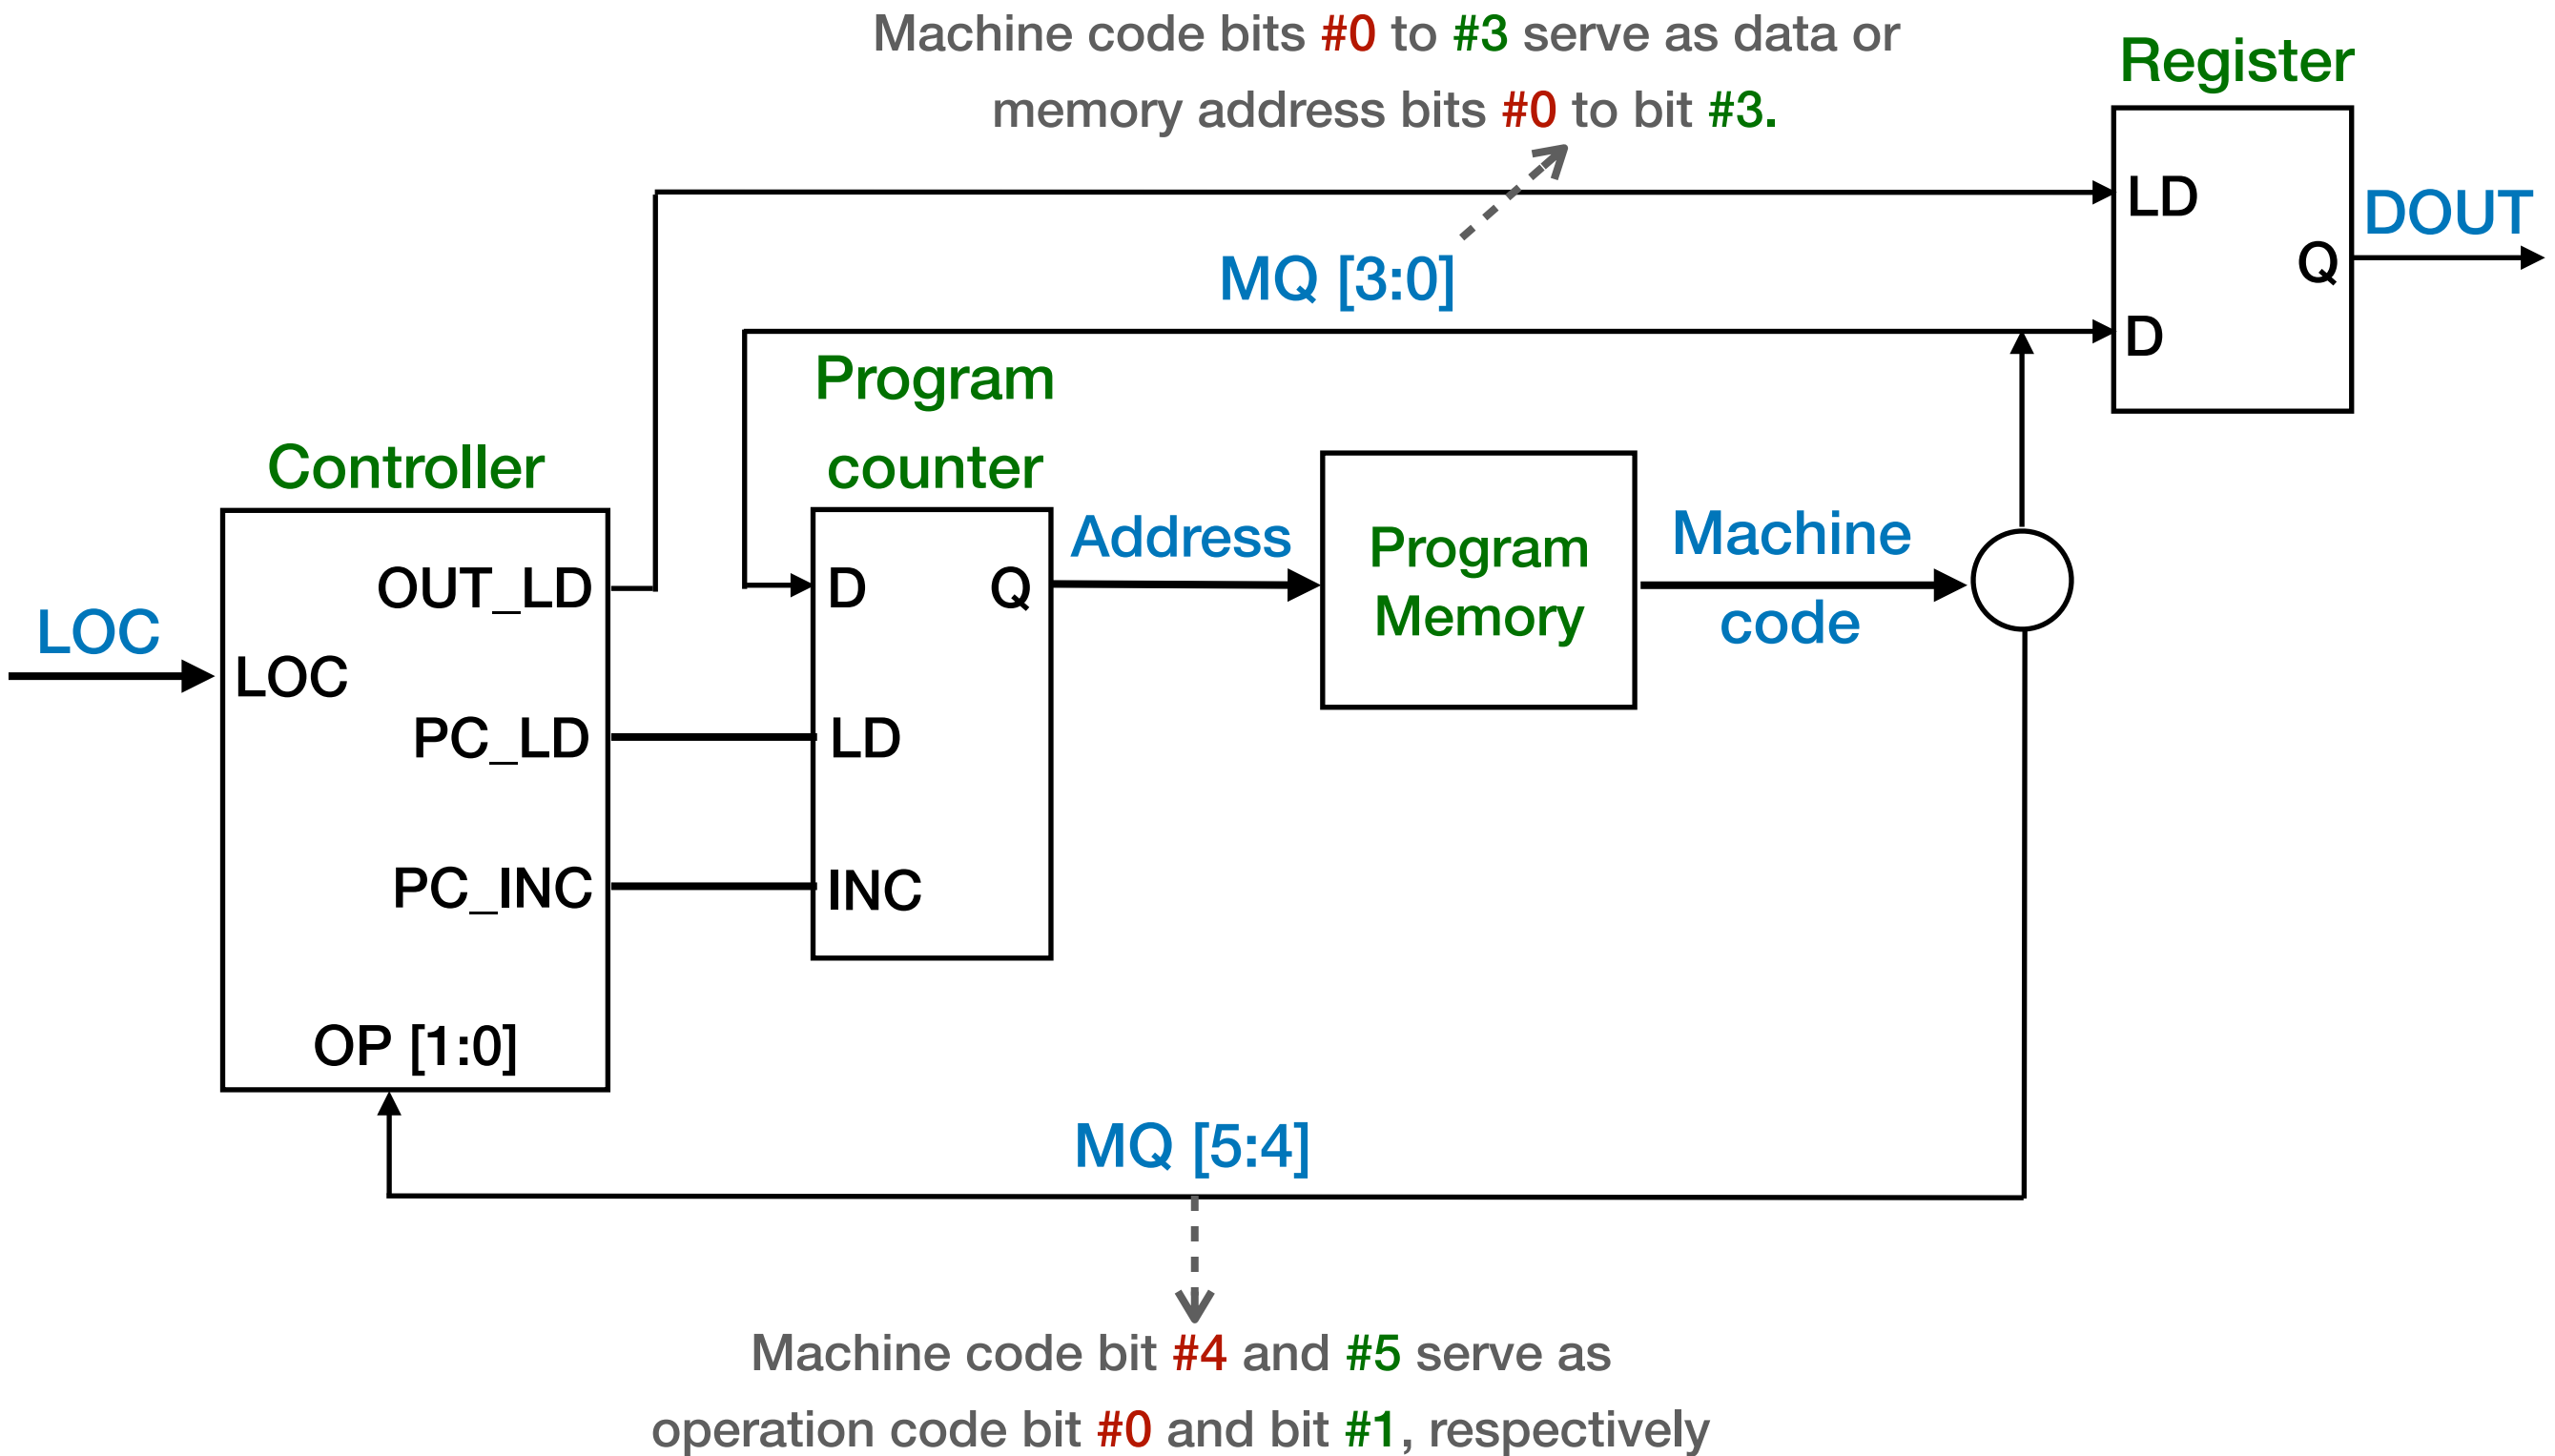 Machine code bits #0 to #3 serve as data or
memory address bits #0 to bit #3.
Register
LD
DOUT
Q
MQ [3:0]
D
Program
counter
Controller
Address
Program
Memory
Machine
code
OUT_LD
D
Q
LOC
LOC
PC_LD
LD
PC_INC
INC
OP [1:0]
MQ [5:4]
Machine code bit #4 and #5 serve as
operation code bit #0 and bit #1, respectively